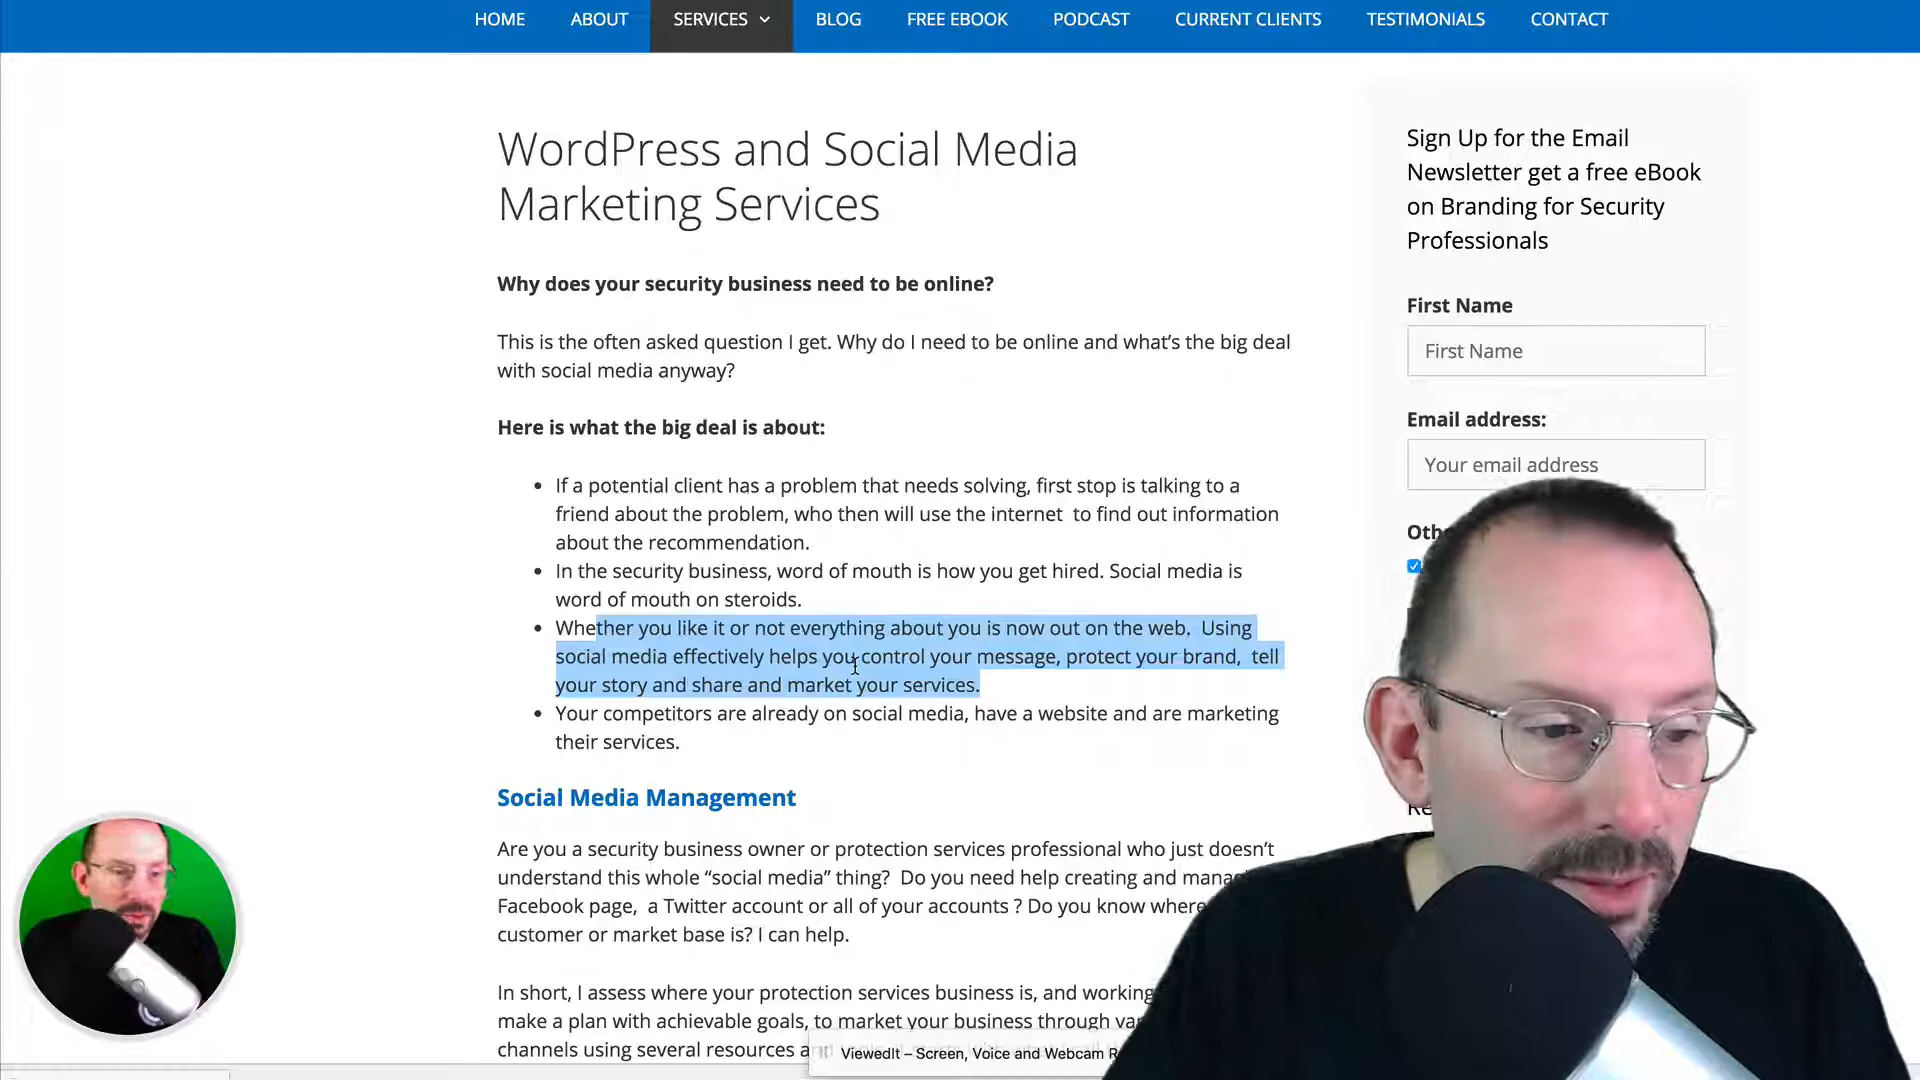 HOME ABOUT SERVICES BLOG FREE EBOOK PODCAST CURRENT CLIENTS TESTIMONIALS CONTACT
WordPress and Social Media
Marketing Services
Why does your security business need to be online?
This is the often asked question I get. Why do I need to be online and what’s the big deal
with social media anyway?
Here is what the big deal is about:
• If a potential client has a problem that needs solving, first stop is talking to a
friend about the problem, who then will use the internet  to find out information
about the recommendation.
• In the security business, word of mouth is how you get hired. Social media is
word of mouth on steroids.
• Whether you like it or not everything about you is now out on the web.  Using
social media effectively helps you control your message, protect your brand,  tell
your story and share and market your services.
• Your competitors are already on social media, have a website and are marketing
their services.
Social Media Management
Are you a security business owner or protection services professional who just doesn’t
understand this whole “social media” thing?  Do you need help creating and
Facebook page,  a Twitter account or all of your accounts ? Do you know where
customer or market base is? I can help.
In short, I assess where your protection services business is, and working
make a plan with achievable goals, to market your business through
channels using several resources
ViewedIt – Screen, Voice and Webcam
Sign Up for the Email
Newsletter get a free eBook
on Branding for Security
Professionals
First Name
First Name
Email address:
Your email address